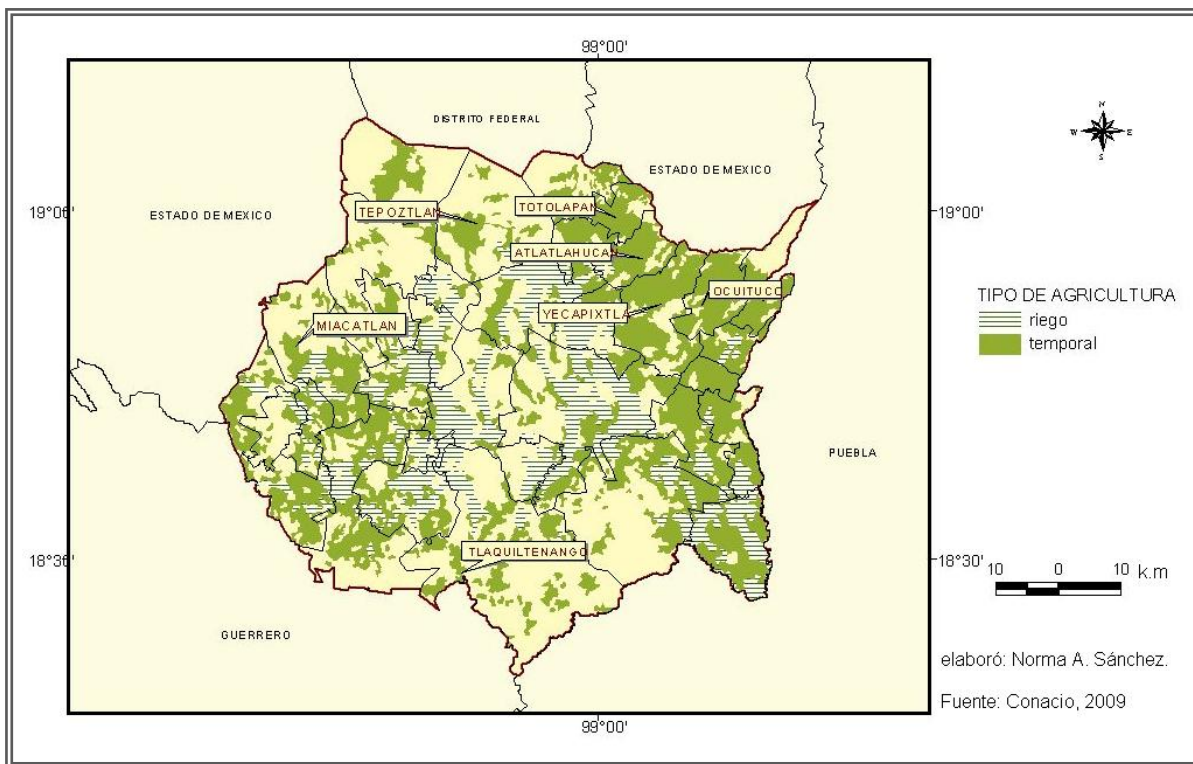 99°00'
DISTRITO FEDERAL
ESTADO DE MEXICO
ESTADO DE MEXICO
N
W E
S
19°06'
19°00'
TEPOZTLAN
TOTOLAPAN
ATLATLAHUCAN
OCUITUCO
YECAPIXTLA
MIACATLAN
TIPO DE AGRICULTURA
riego
temporal
PUEBLA
TLAQUILTENANGO
18°36'
18°30'
10 0 10 k.m
GUERRERO
elaboró: Norma A. Sánchez.
Fuente: Conacio, 2009
99°00'